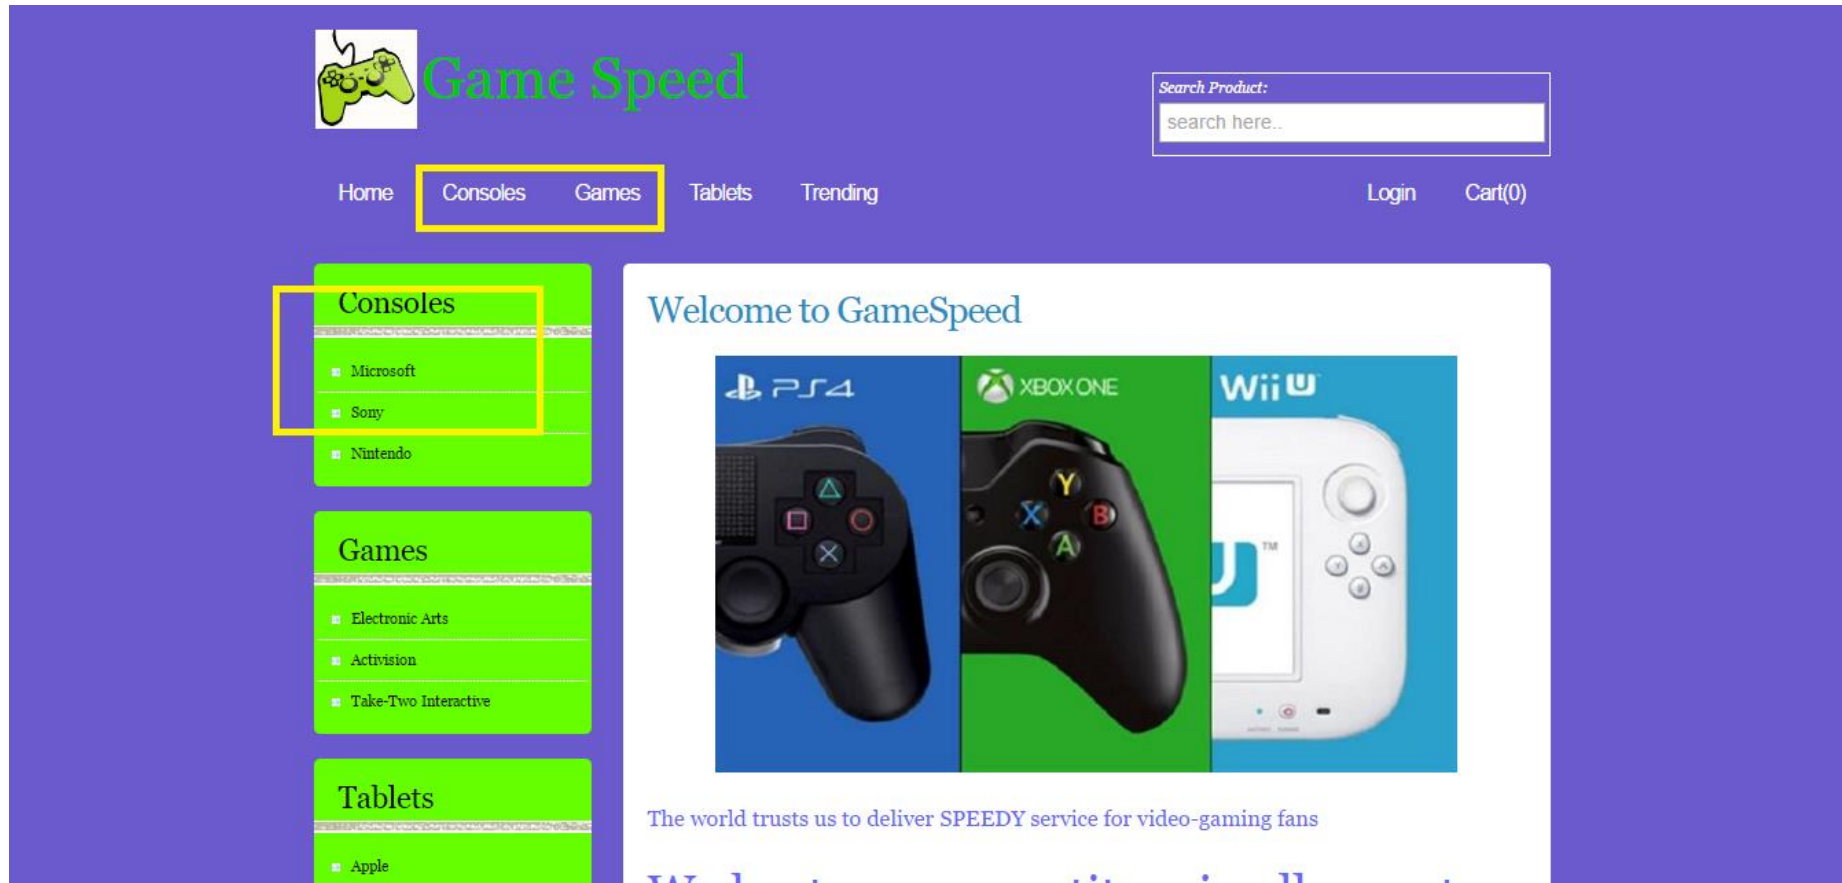 Game Speed
Search Product:
search here..
Home Consoles Games Tablets Trending Login Cart(0)
Consoles
Microsoft
Sony
Nintendo
Games
Electronic Arts
Activision
Take-Two Interactive
Tablets
Apple
Welcome to GameSpeed
PS4 XBOX ONE Wii U
Y
X B
A
U TM
The world trusts us to deliver SPEEDY service for video-gaming fans